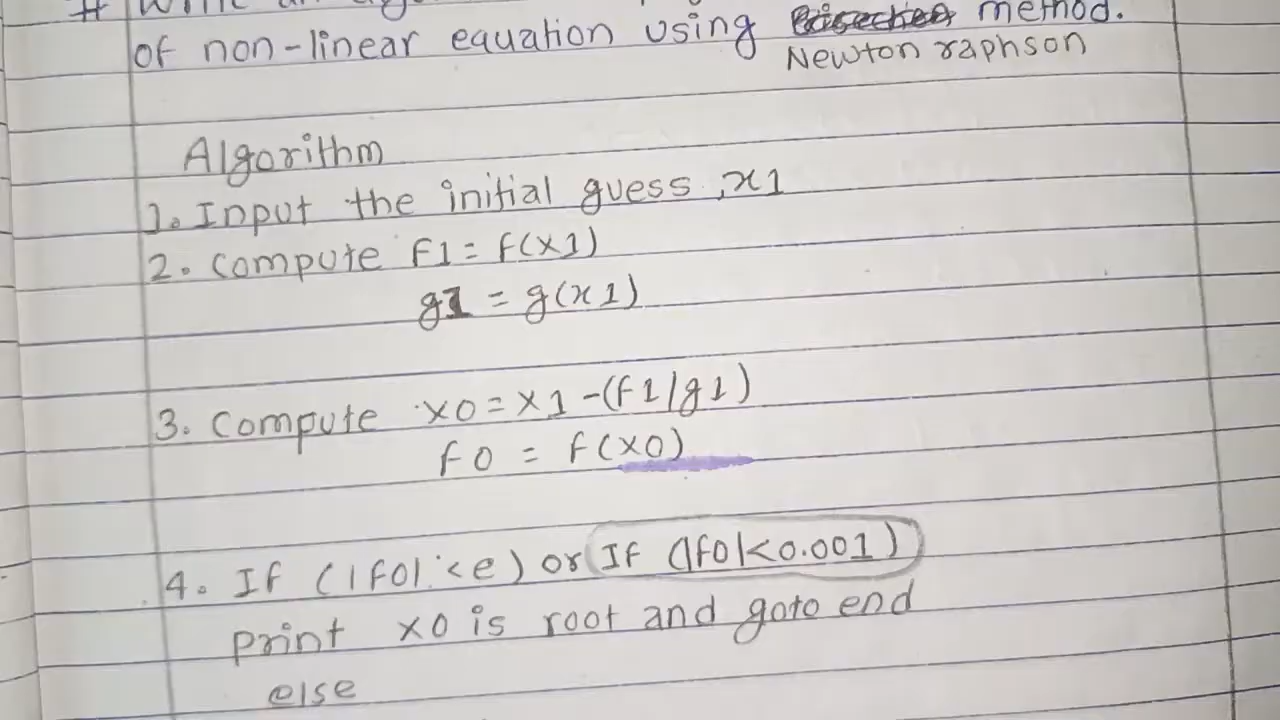 # Write an
of non-linear equation using method.
Newton raphson
Algorithm
1. Input the initial guess, x1
2. compute F1 = f(x1)
g1 = g(x1)
3. compute x0 = x1 - (f1/g1)
f0 = f(x0)
4. If (|f0| < e) or If (|f0|<0.001)
print x0 is root and goto end
else